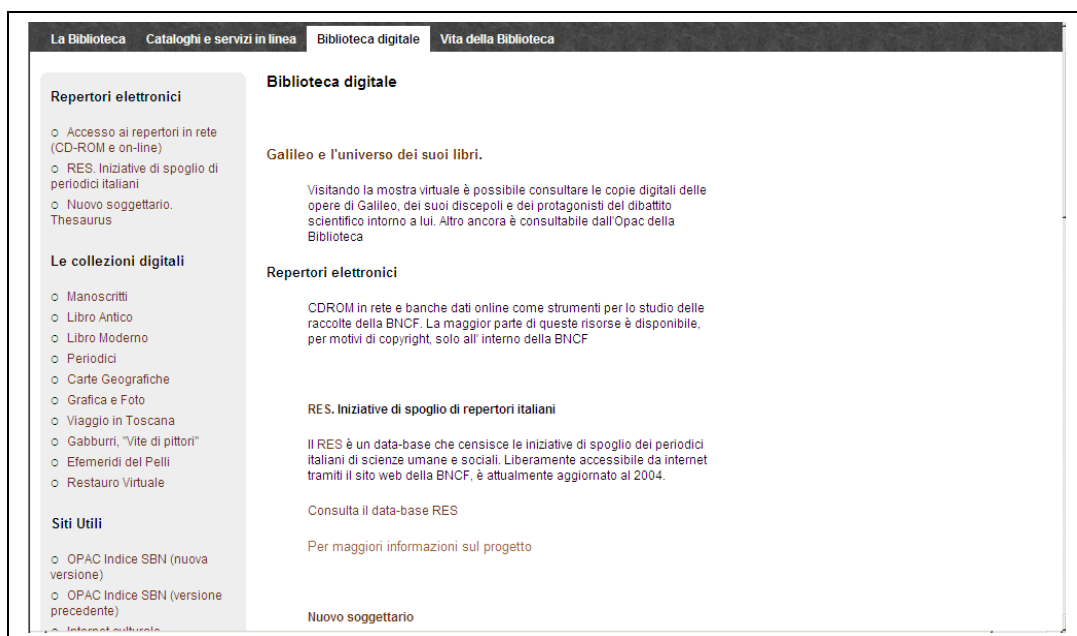 La Biblioteca Cataloghi e servizi in linea Biblioteca digitale Vita della Biblioteca
Repertori elettronici
o Accesso ai repertori in rete
(CD-ROM e on-line)
o RES. Iniziative di spoglio di
periodici italiani
o Nuovo soggettario.
Thesaurus
Le collezioni digitali
o Manoscritti
o Libro Antico
o Libro Moderno
o Periodici
o Carte Geografiche
o Grafica e Foto
o Viaggio in Toscana
o Gabburri, "Vite di pittori"
o Efemeridi del Pelli
o Restauro Virtuale
Siti Utili
o OPAC Indice SBN (nuova
versione)
o OPAC Indice SBN (versione
precedente)
o Internet culturale
Biblioteca digitale
Galileo e l'universo dei suoi libri.
Visitando la mostra virtuale è possibile consultare le copie digitali delle
opere di Galileo, dei suoi discepoli e dei protagonisti del dibattito
scientifico intorno a lui. Altro ancora è consultabile dall'Opac della
Biblioteca
Repertori elettronici
CDROM in rete e banche dati online come strumenti per lo studio delle
raccolte della BNCF. La maggior parte di queste risorse è disponibile,
per motivi di copyright, solo all' interno della BNCF
RES. Iniziative di spoglio di repertori italiani
Il RES è un data-base che censisce le iniziative di spoglio dei periodici
italiani di scienze umane e sociali. Liberamente accessibile da internet
tramiti il sito web della BNCF, è attualmente aggiornato al 2004.
Consulta il data-base RES
Per maggiori informazioni sul progetto
Nuovo soggettario